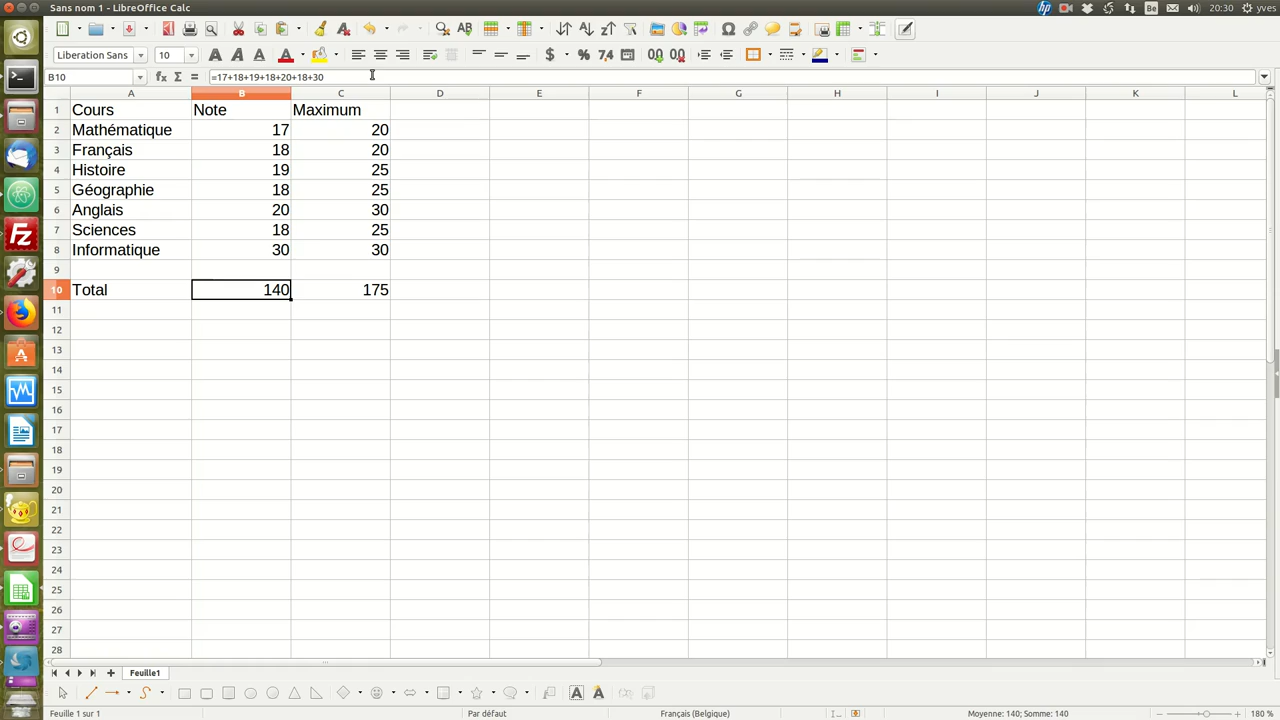 Sans nom 1 - LibreOffice Calc
Be
20:30
yves
Liberation Sans
10
$ % 7,4
B10
=17+18+19+18+20+18+30
A B C D E F G H I J K L
1 Cours Note Maximum
2 Mathématique 17 20
3 Français 18 20
4 Histoire 19 25
5 Géographie 18 25
6 Anglais 20 30
7 Sciences 18 25
8 Informatique 30 30
9
10 Total 140 175
11
12
13
14
15
16
17
18
19
20
21
22
23
24
25
26
27
28
Feuille1
Feuille 1 sur 1
Par défaut
Français (Belgique)
Moyenne: 140; Somme: 140
180 %